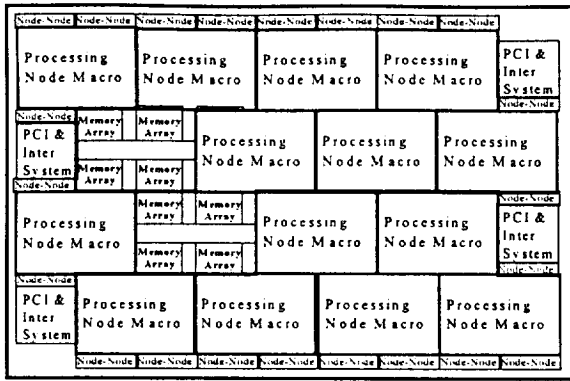 Node-Node Node-Node Node-Node Node-Node Node-Node Node-Node Node-Node Node-Node
Processing
Node Macro
Processing
Node Macro
Processing
Node Macro
Processing
Node Macro
PCI &
Inter
System
Node-Node
Node-Node
PCI &
Inter
System
Node-Node
Memory
Array
Memory
Array
Memory
Array
Memory
Array
Processing
Node Macro
Processing
Node Macro
Processing
Node Macro
Processing
Node Macro
Memory
Array
Memory
Array
Memory
Array
Memory
Array
Processing
Node Macro
Processing
Node Macro
Node-Node
PCI &
Inter
System
Node-Node
Node-Node
PCI &
Inter
System
Processing
Node Macro
Processing
Node Macro
Processing
Node Macro
Processing
Node Macro
Node-Node Node-Node Node-Node Node-Node Node-Node Node-Node Node-Node Node-Node